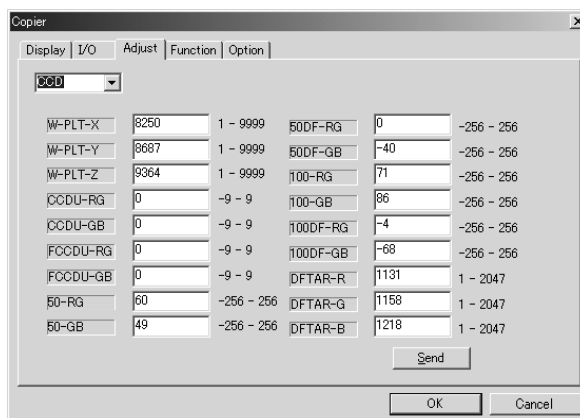 Copier
Display I/O Adjust Function Option
CCD
W-PLT-X 8250 1 - 9999 50DF-RG 0 -256 - 256
W-PLT-Y 8687 1 - 9999 50DF-GB -40 -256 - 256
W-PLT-Z 9364 1 - 9999 100-RG 71 -256 - 256
CCDU-RG 0 -9 - 9 100-GB 86 -256 - 256
CCDU-GB 0 -9 - 9 100DF-RG -4 -256 - 256
FCCDU-RG 0 -9 - 9 100DF-GB -68 -256 - 256
FCCDU-GB 0 -9 - 9 DFTAR-R 1131 1 - 2047
50-RG 60 -256 - 256 DFTAR-G 1158 1 - 2047
50-GB 49 -256 - 256 DFTAR-B 1218 1 - 2047
Send
OK Cancel